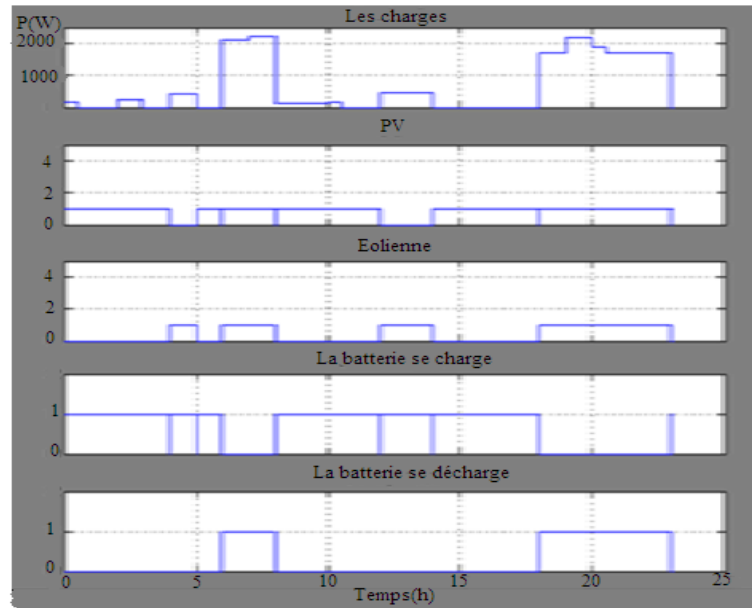 Les charges
P(W)
2000
1000
PV
4
2
0
Eolienne
4
2
0
La batterie se charge
1
0
La batterie se décharge
1
0
0 5 10 15 20 25
Temps(h)